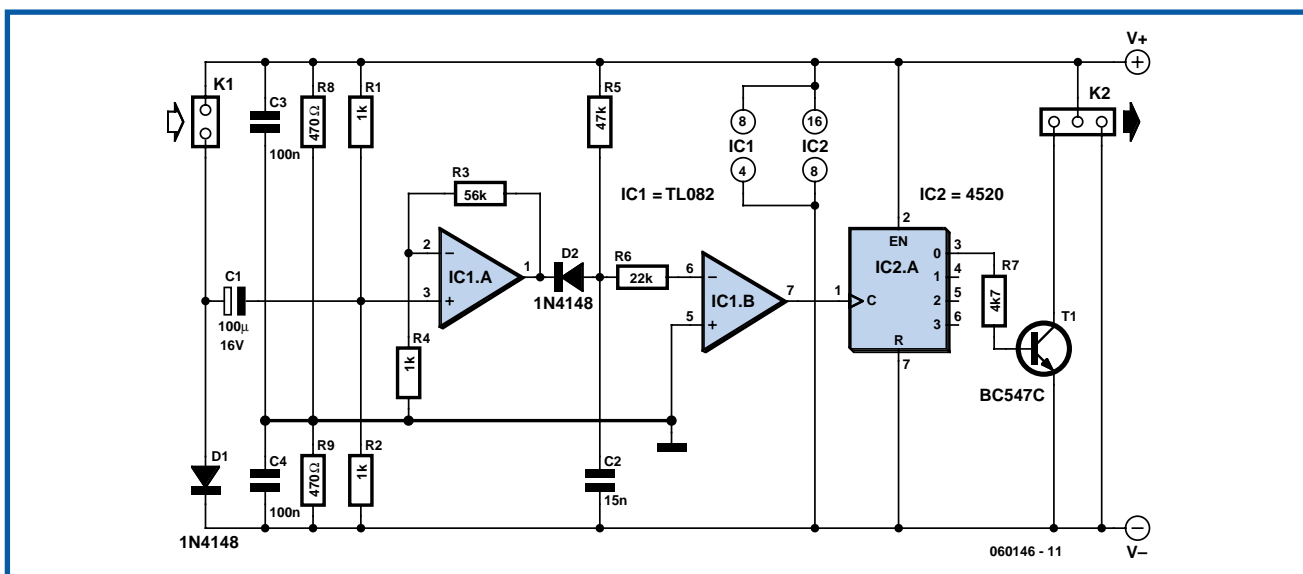 V+
K1
C3
100n
R8
470Ω
R1
1k
R5
47k
8
16
IC1
IC2
4
8
K2
R3
56k
IC1 = TL082
IC2 = 4520
2
EN
2
−
IC1.A
1
3
+
D2
1N4148
R6
22k
6
−
IC1.B
7
5
+
1
C
IC2.A
0
3
1
4
2
5
3
6
R
7
R7
4k7
T1
BC547C
C1
100µ
16V
R4
1k
D1
1N4148
C4
100n
R9
470Ω
R2
1k
C2
15n
060146 - 11
V−